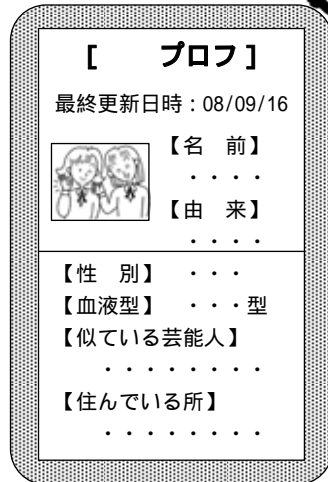 [　　プロフ]
最終更新日時：08/09/16
【名　前】
・・・・
【由　来】
・・・・
【性　別】　・・・
【血液型】　・・・型
【似ている芸能人】
・・・・・・・・
【住んでいる所】
・・・・・・・・